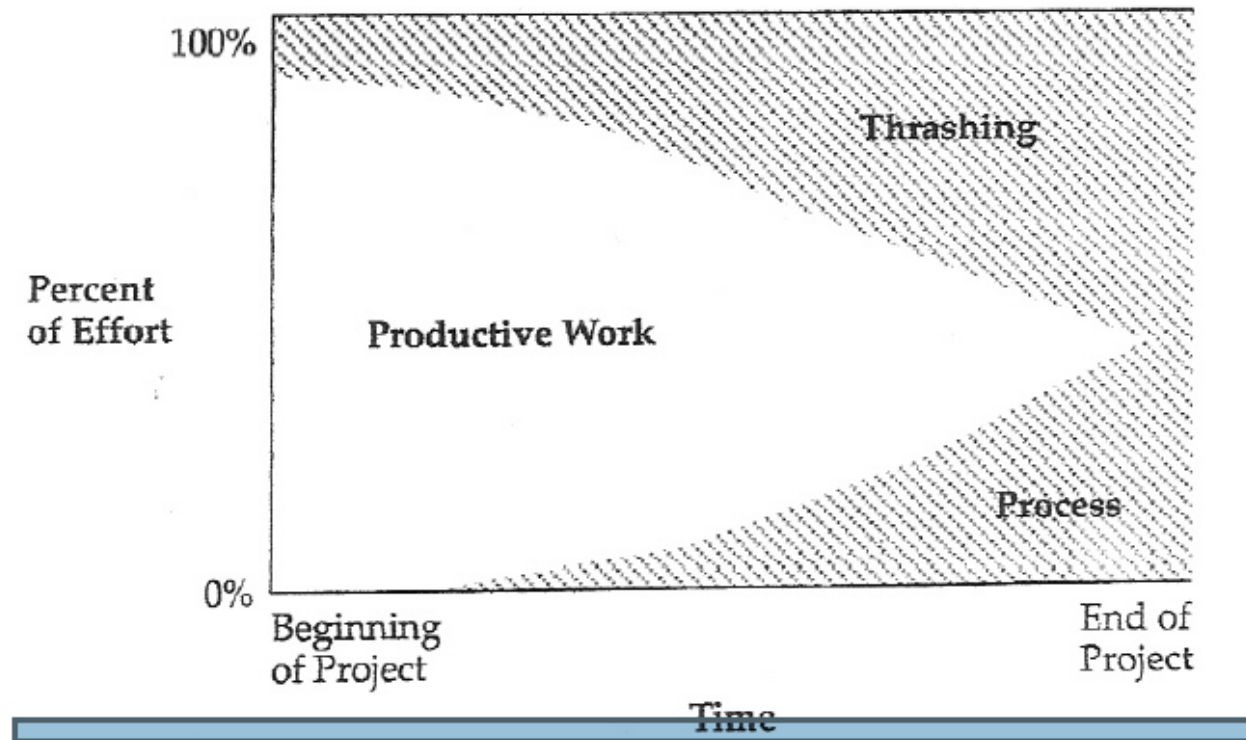 100%
Thrashing
Percent
of Effort
Productive Work
Process
0%
Beginning
of Project
End of
Project
Time